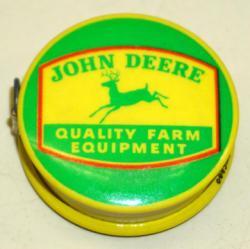 JOHN DEERE
QUALITY FARM
EQUIPMENT